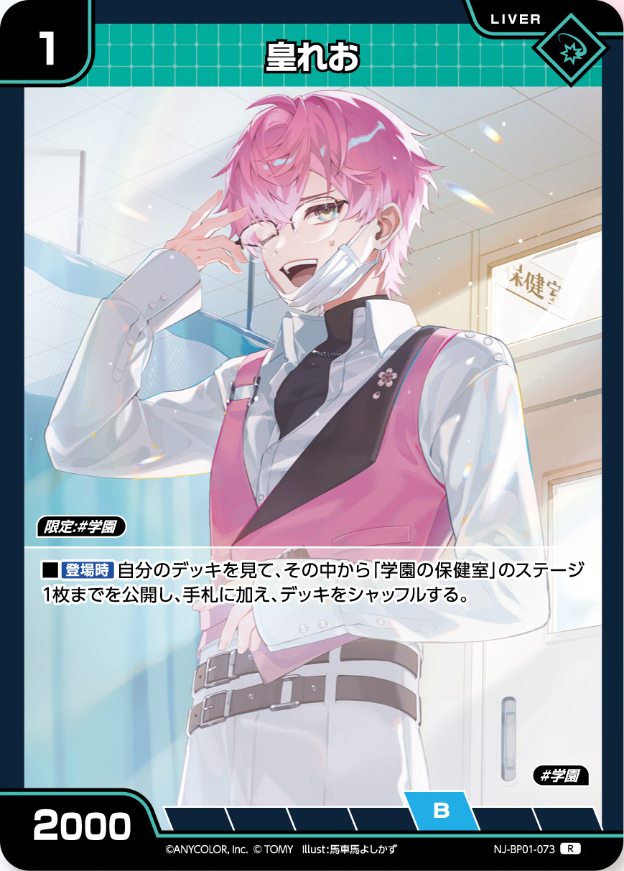 1
LIVER
皇れお
保健室
限定:#学園
■ 登場時 自分のデッキを見て、その中から「学園の保健室」のステージ
1枚までを公開し、手札に加え、デッキをシャッフルする。
#学園
2000
B
©ANYCOLOR, Inc. © TOMY Illust:馬車馬よしかず
NJ-BP01-073 R